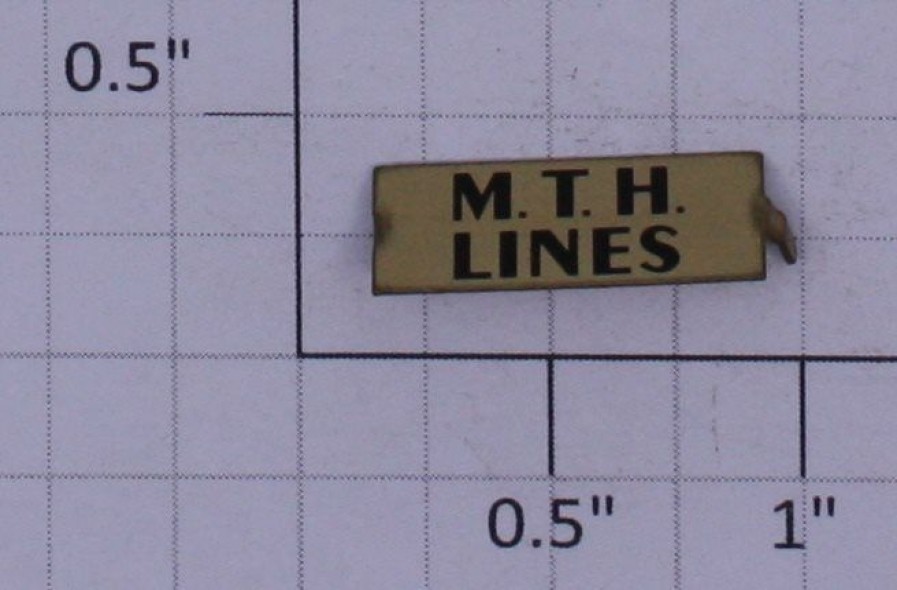 0.5"
M. T. H.
LINES
0.5" 1"